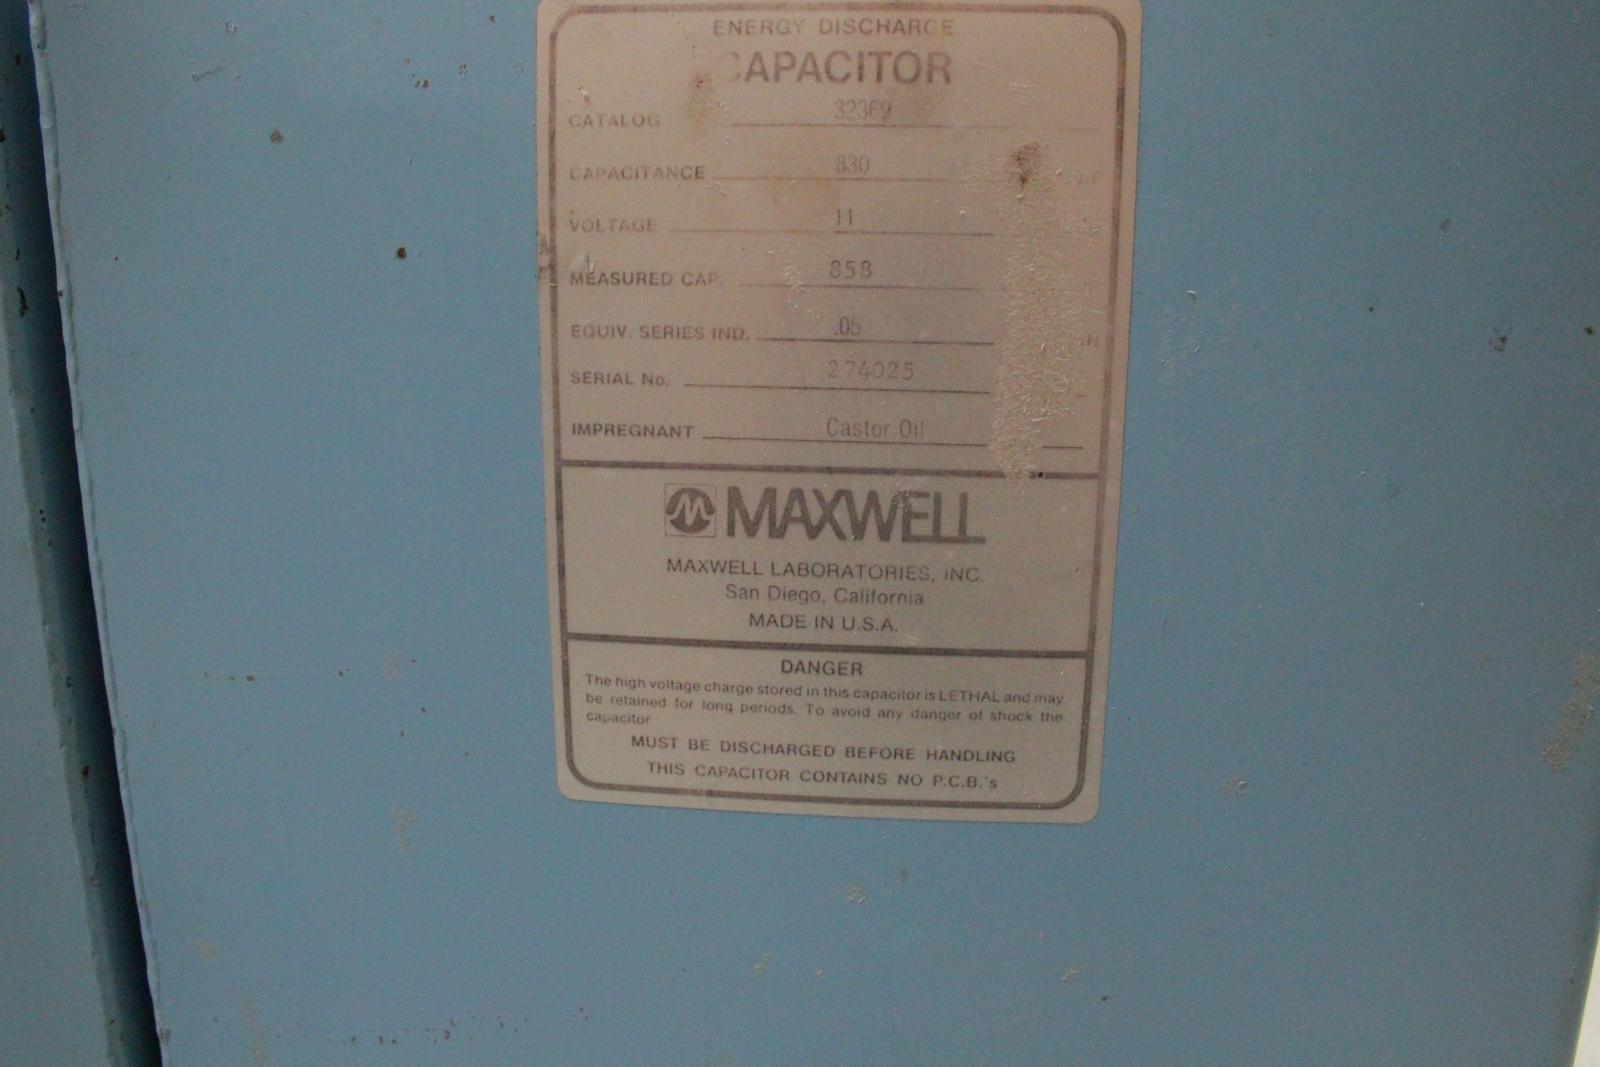 ENERGY DISCHARGE
CAPACITOR
CATALOG 32369
CAPACITANCE 830
VOLTAGE 11
MEASURED CAP. 858
EQUIV. SERIES IND. .05
SERIAL No. 274025
IMPREGNANT Castor Oil
MAXWELL
MAXWELL LABORATORIES, INC.
San Diego, California
MADE IN U.S.A.
DANGER
The high voltage charge stored in this capacitor is LETHAL and may
be retained for long periods. To avoid any danger of shock the
capacitor
MUST BE DISCHARGED BEFORE HANDLING
THIS CAPACITOR CONTAINS NO P.C.B.'s